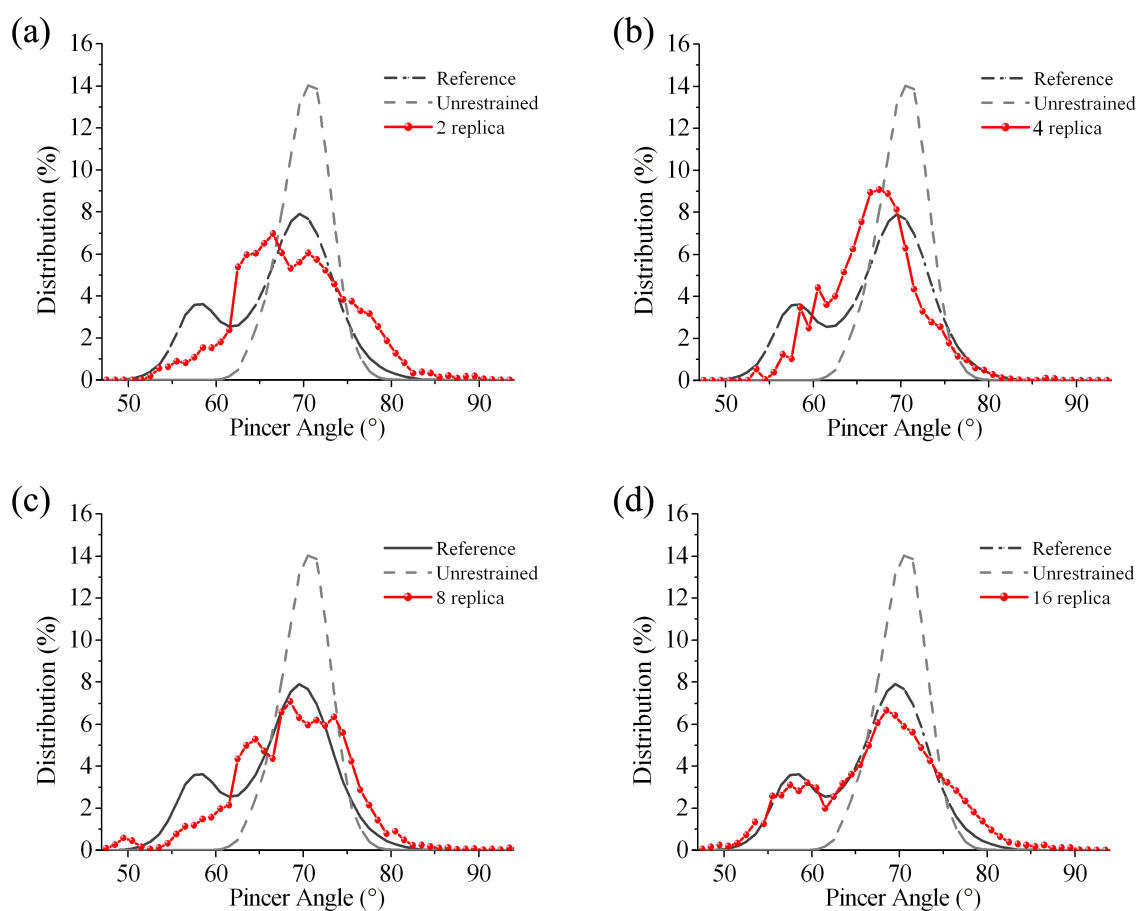 (a)
16
14
12
10
8
6
4
2
0
Distribution (%)
Reference
Unrestrained
2 replica
50 60 70 80 90
Pincer Angle (°)
(b)
16
14
12
10
8
6
4
2
0
Distribution (%)
Reference
Unrestrained
4 replica
50 60 70 80 90
Pincer Angle (°)
(c)
16
14
12
10
8
6
4
2
0
Distribution (%)
Reference
Unrestrained
8 replica
50 60 70 80 90
Pincer Angle (°)
(d)
16
14
12
10
8
6
4
2
0
Distribution (%)
Reference
Unrestrained
16 replica
50 60 70 80 90
Pincer Angle (°)